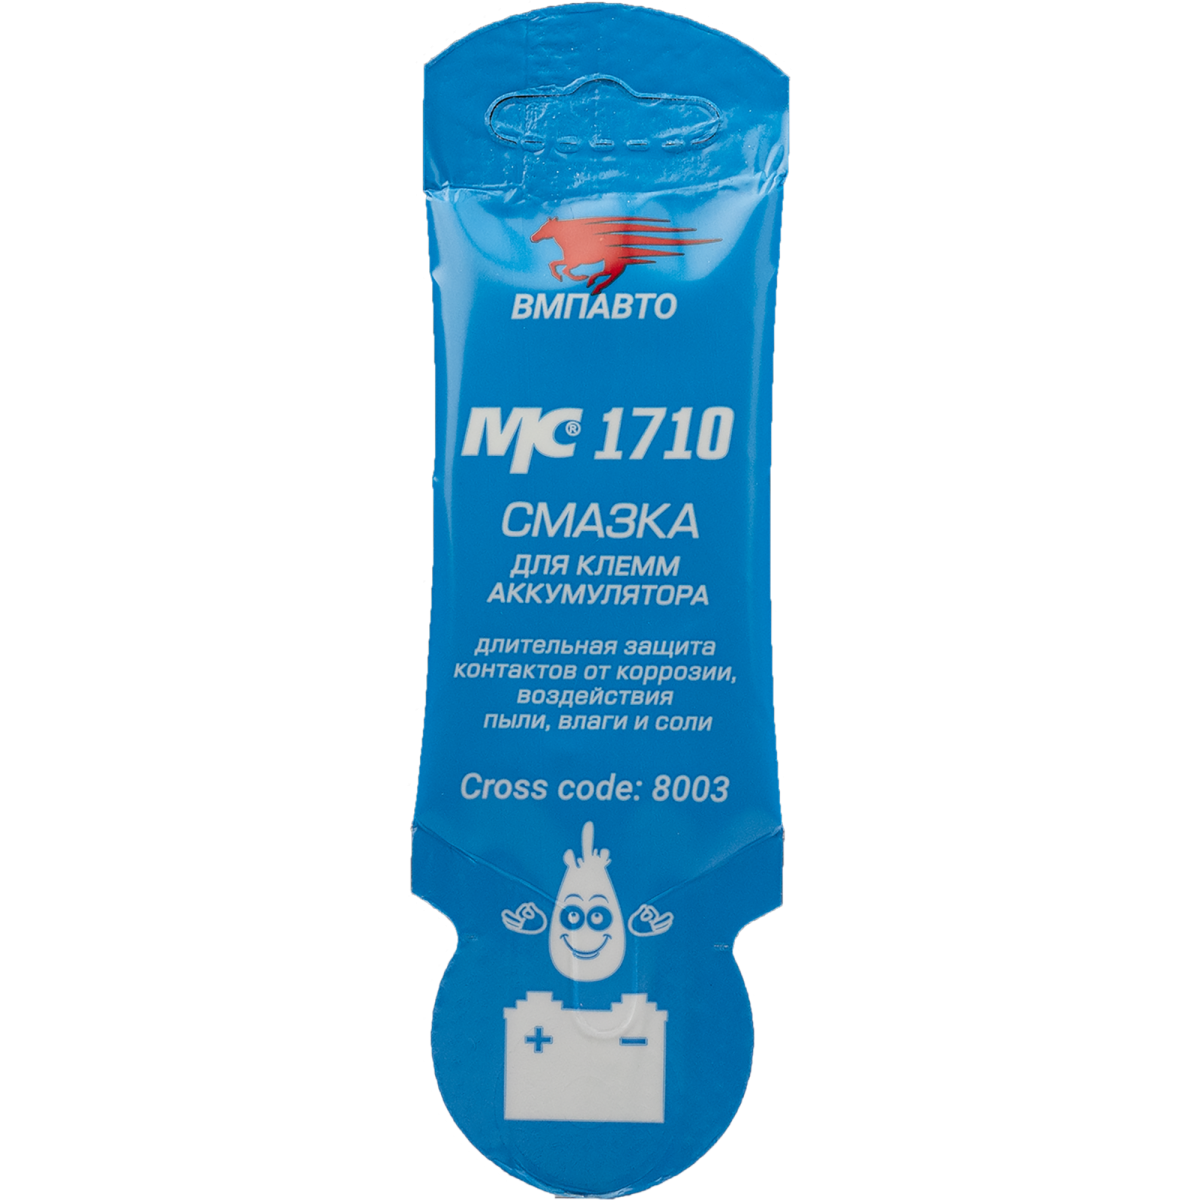 ВМПАВТО
МС® 1710
СМАЗКА
ДЛЯ КЛЕММ
АККУМУЛЯТОРА
ДЛИТЕЛЬНАЯ ЗАЩИТА
КОНТАКТОВ ОТ КОРРОЗИИ,
ВОЗДЕЙСТВИЯ
ПЫЛИ, ВЛАГИ И СОЛИ
Cross code: 8003
+ −